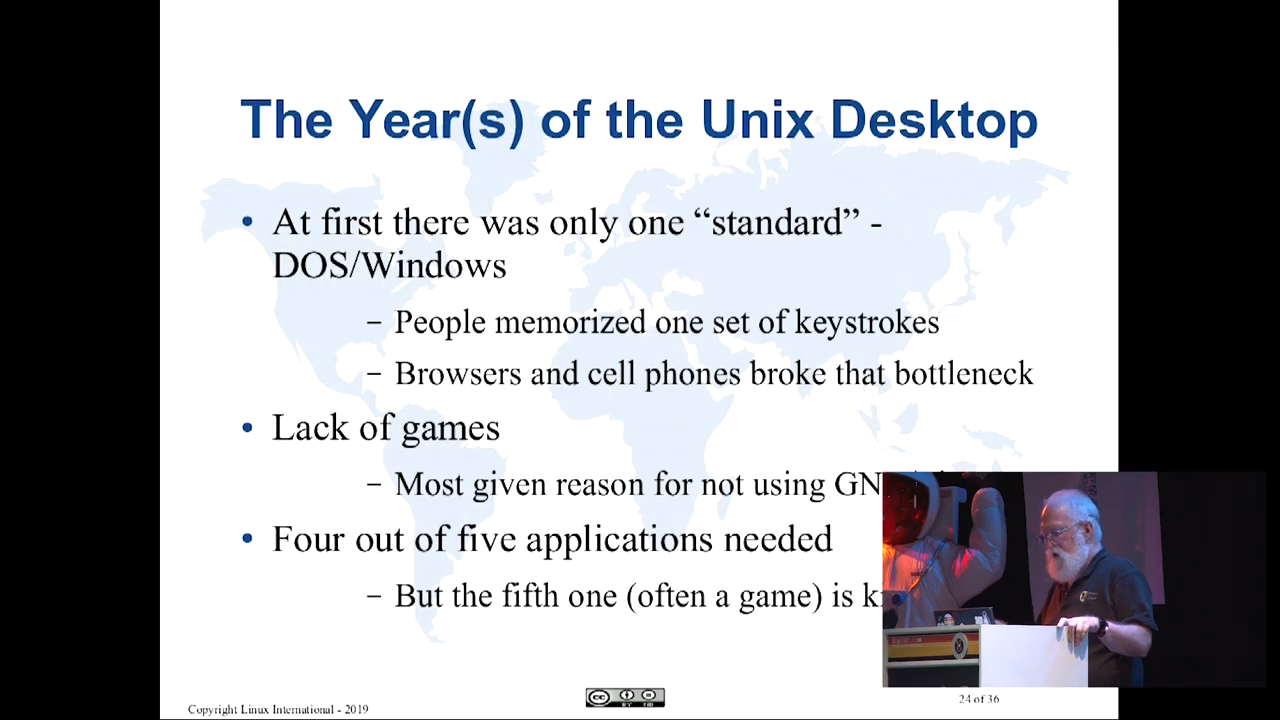 The Year(s) of the Unix Desktop
• At first there was only one “standard” -
DOS/Windows
– People memorized one set of keystrokes
– Browsers and cell phones broke that bottleneck
• Lack of games
– Most given reason for not using
• Four out of five applications needed
– But the fifth one (often a game) is
24 of 36
Copyright Linux International - 2019